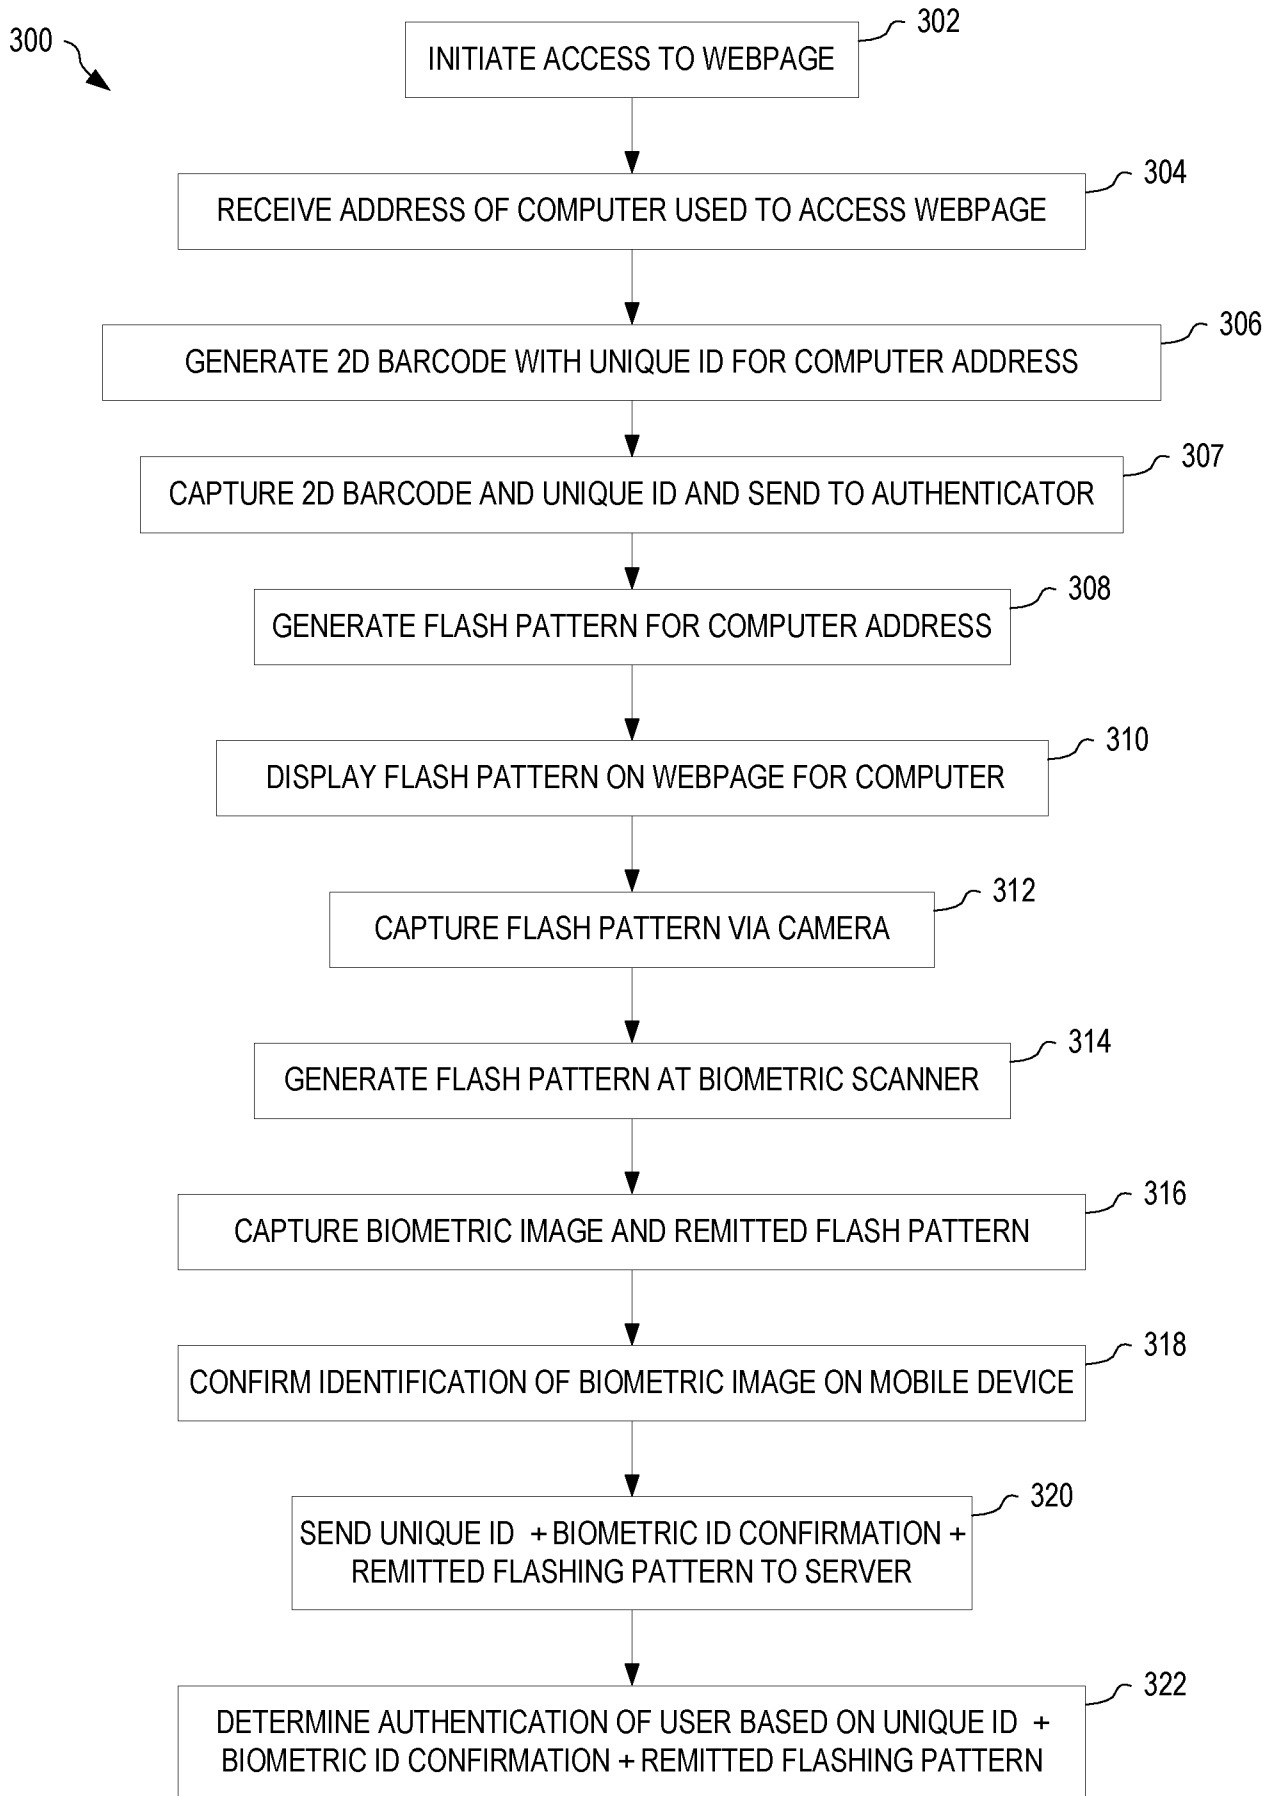 300
302
INITIATE ACCESS TO WEBPAGE
304
RECEIVE ADDRESS OF COMPUTER USED TO ACCESS WEBPAGE
306
GENERATE 2D BARCODE WITH UNIQUE ID FOR COMPUTER ADDRESS
307
CAPTURE 2D BARCODE AND UNIQUE ID AND SEND TO AUTHENTICATOR
308
GENERATE FLASH PATTERN FOR COMPUTER ADDRESS
310
DISPLAY FLASH PATTERN ON WEBPAGE FOR COMPUTER
312
CAPTURE FLASH PATTERN VIA CAMERA
314
GENERATE FLASH PATTERN AT BIOMETRIC SCANNER
316
CAPTURE BIOMETRIC IMAGE AND REMITTED FLASH PATTERN
318
CONFIRM IDENTIFICATION OF BIOMETRIC IMAGE ON MOBILE DEVICE
320
SEND UNIQUE ID + BIOMETRIC ID CONFIRMATION +
REMITTED FLASHING PATTERN TO SERVER
322
DETERMINE AUTHENTICATION OF USER BASED ON UNIQUE ID +
BIOMETRIC ID CONFIRMATION + REMITTED FLASHING PATTERN